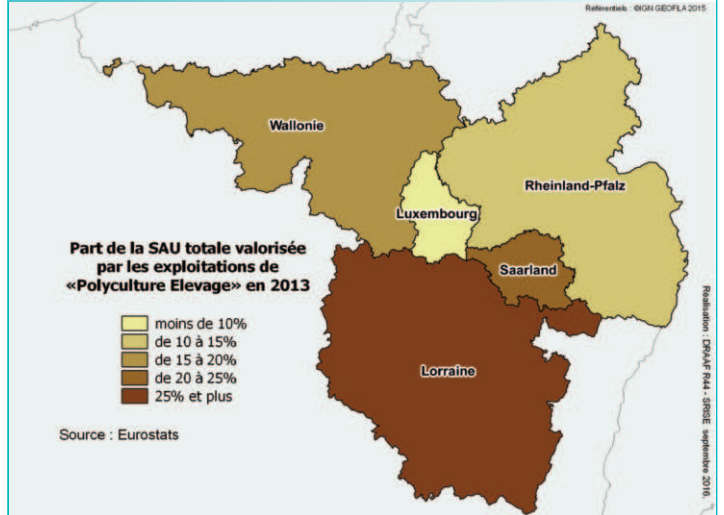 Référentiels : ©IGN GEOFLA 2015
Wallonie
Rheinland-Pfalz
Luxembourg
Saarland
Lorraine
Part de la SAU totale valorisée
par les exploitations de
«Polyculture Elevage» en 2013
moins de 10%
de 10 à 15%
de 15 à 20%
de 20 à 25%
25% et plus
Source : Eurostats
Réalisation : DRAAF R44 - SRISE septembre 2016.